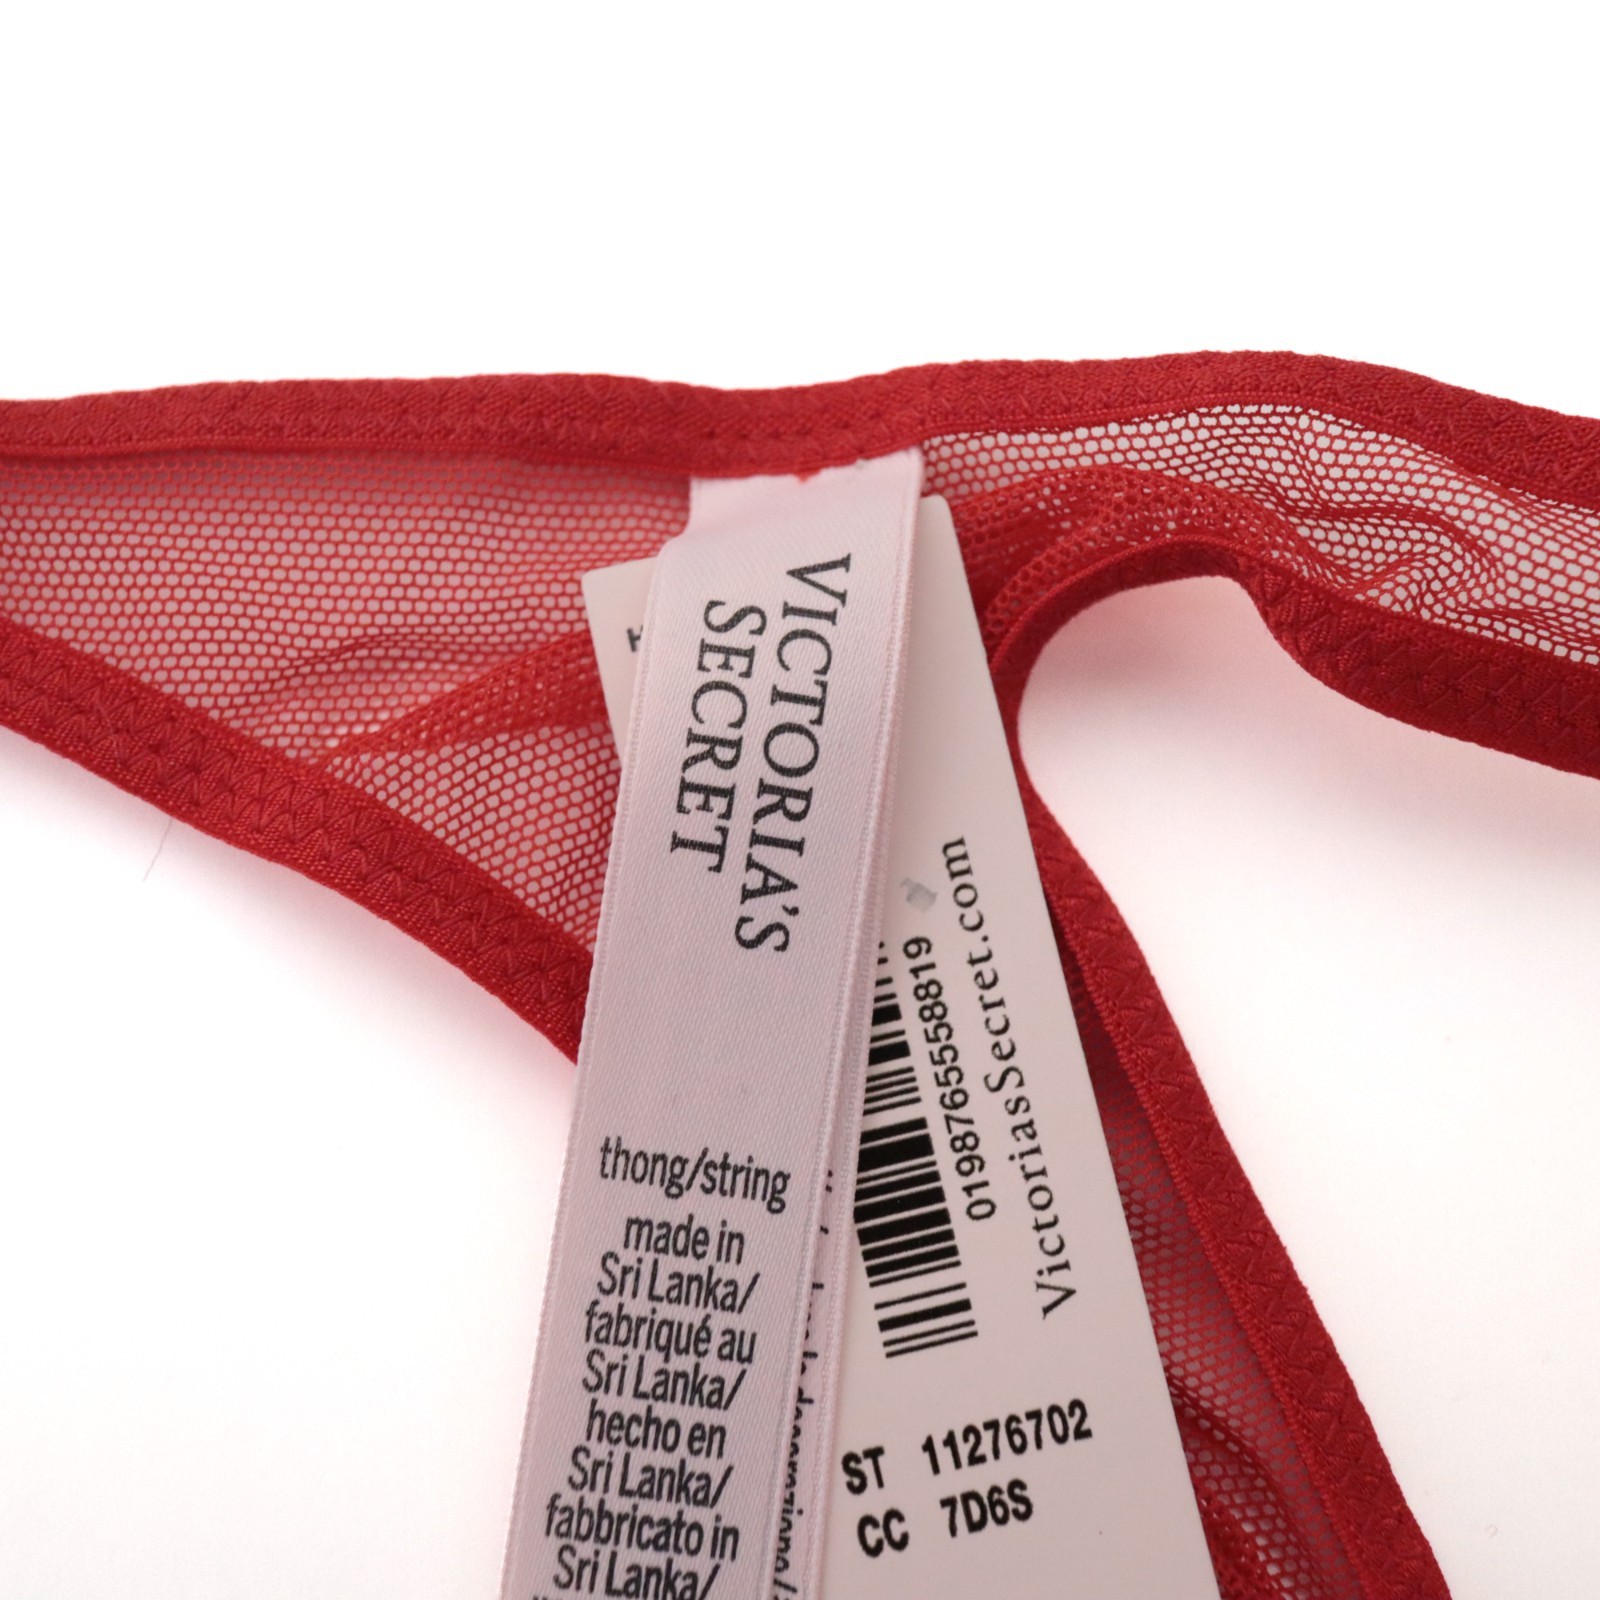 VICTORIA'S
SECRET
thong/string
made in
Sri Lanka/
fabriqué au
Sri Lanka/
hecho en
Sri Lanka/
fabbricato in
Sri Lanka/
0198765558819
VictoriasSecret.com
ST 11276702
CC 7D6S